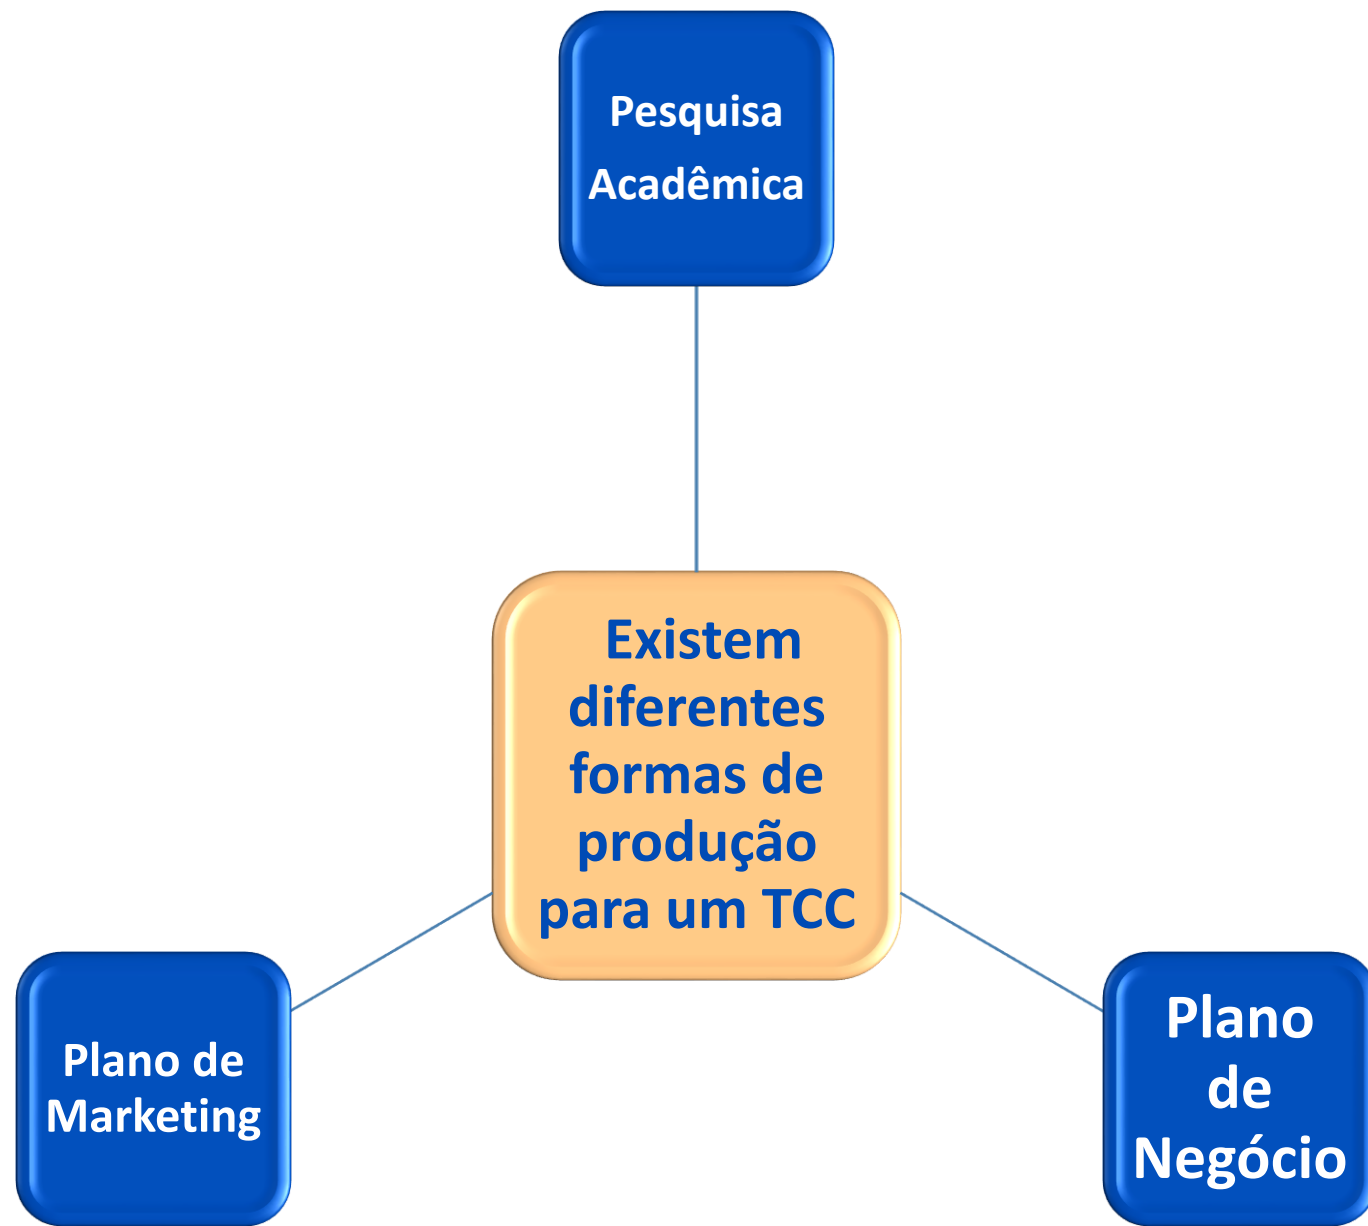 Pesquisa
Acadêmica
Existem
diferentes
formas de
produção
para um TCC
Plano de
Marketing
Plano
de
Negócio